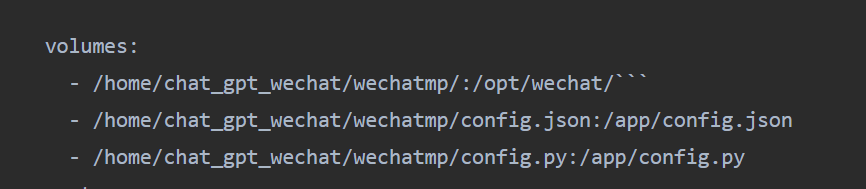 volumes:
- /home/chat_gpt_wechat/wechatmp/:/opt/wechat/```
- /home/chat_gpt_wechat/wechatmp/config.json:/app/config.json
- /home/chat_gpt_wechat/wechatmp/config.py:/app/config.py